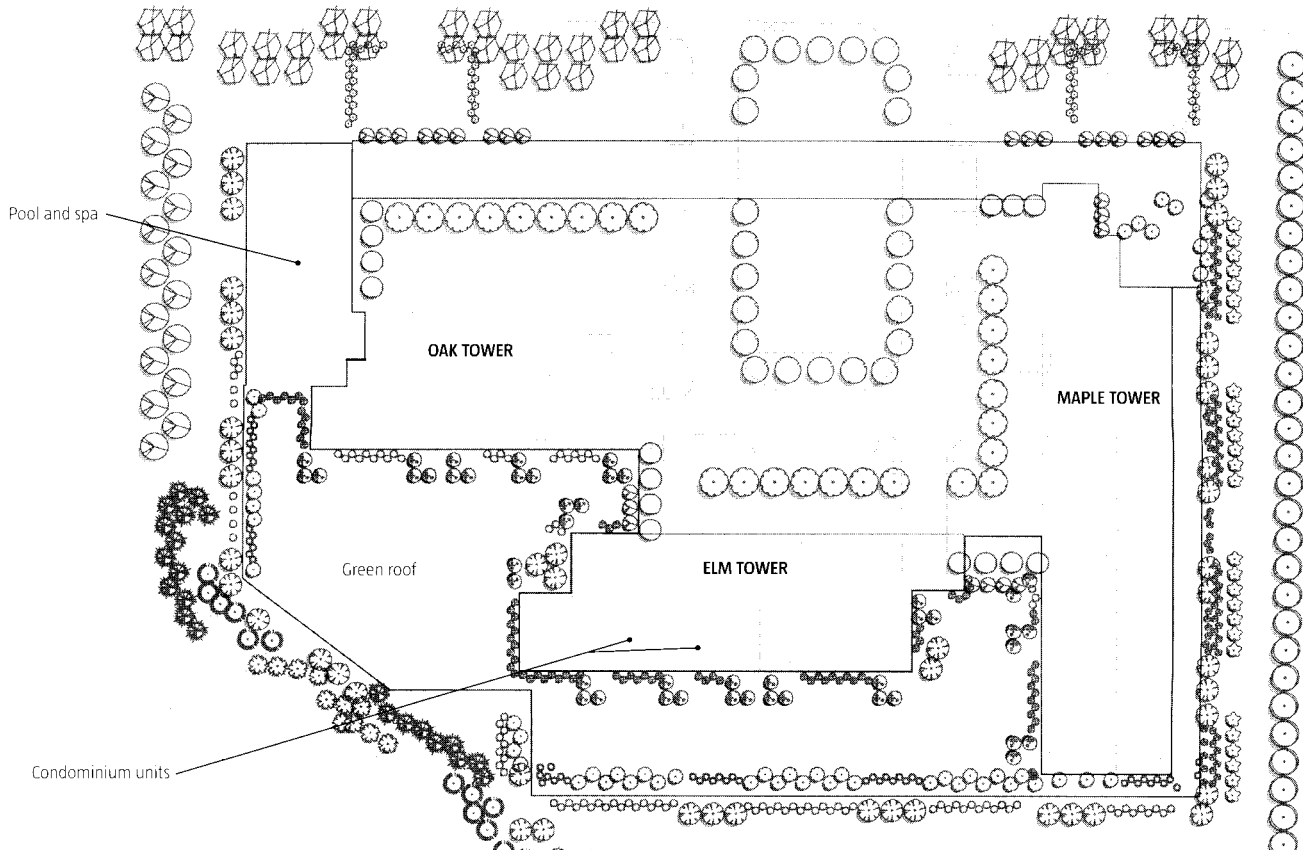 Pool and spa
OAK TOWER
MAPLE TOWER
Green roof
ELM TOWER
Condominium units